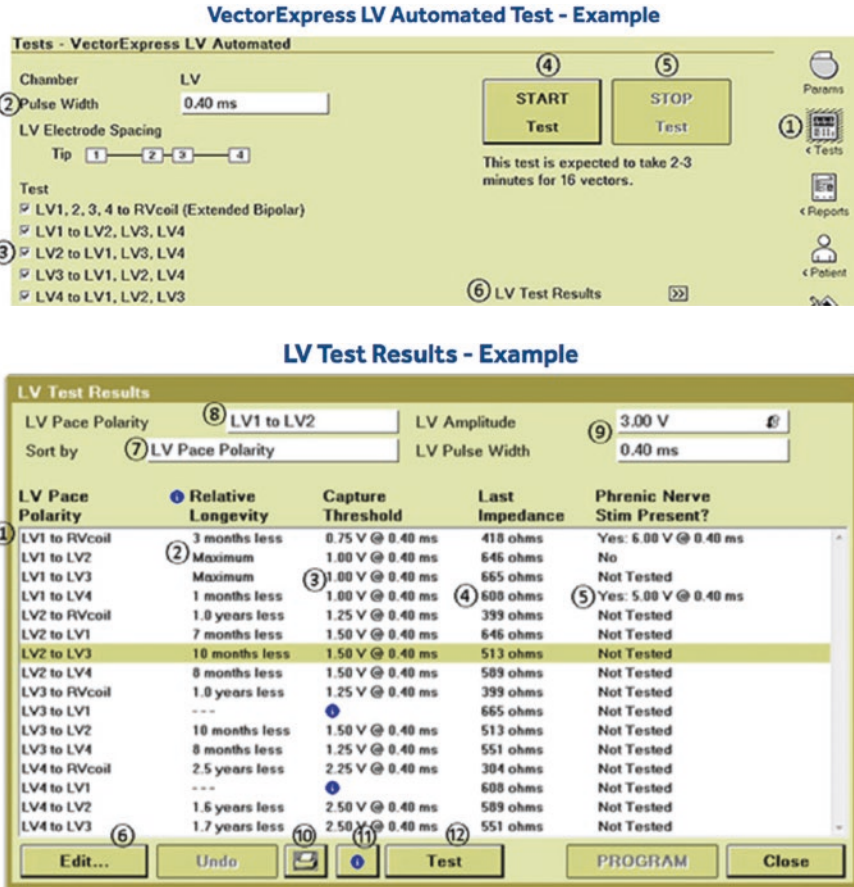 VectorExpress LV Automated Test - Example
Tests - VectorExpress LV Automated
Chamber LV
② Pulse Width 0.40 ms
LV Electrode Spacing
Tip 1 2 3 4
Test
LV1, 2, 3, 4 to RVcoil (Extended Bipolar)
LV1 to LV2, LV3, LV4
③ LV2 to LV1, LV3, LV4
LV3 to LV1, LV2, LV4
LV4 to LV1, LV2, LV3
④ ⑤
START Test
STOP Test
This test is expected to take 2-3
minutes for 16 vectors.
⑥ LV Test Results >>
Params
①
< Tests
< Reports
< Patient
LV Test Results - Example
LV Test Results
LV Pace Polarity ⑧ LV1 to LV2 LV Amplitude ⑨ 3.00 V
Sort by ⑦ LV Pace Polarity LV Pulse Width 0.40 ms
LV Pace Relative Capture Last Phrenic Nerve
Polarity Longevity Threshold Impedance Stim Present?
① LV1 to RVcoil 3 months less 0.75 V @ 0.40 ms 418 ohms Yes: 6.00 V @ 0.40 ms
LV1 to LV2 ② Maximum 1.00 V @ 0.40 ms 646 ohms No
LV1 to LV3 Maximum ③ 1.00 V @ 0.40 ms 665 ohms Not Tested
LV1 to LV4 1 months less 1.00 V @ 0.40 ms ④ 608 ohms ⑤ Yes: 5.00 V @ 0.40 ms
LV2 to RVcoil 1.0 years less 1.25 V @ 0.40 ms 399 ohms Not Tested
LV2 to LV1 7 months less 1.50 V @ 0.40 ms 646 ohms Not Tested
LV2 to LV3 10 months less 1.50 V @ 0.40 ms 513 ohms Not Tested
LV2 to LV4 8 months less 1.50 V @ 0.40 ms 589 ohms Not Tested
LV3 to RVcoil 1.0 years less 1.25 V @ 0.40 ms 399 ohms Not Tested
LV3 to LV1 - - - 665 ohms Not Tested
LV3 to LV2 10 months less 1.50 V @ 0.40 ms 513 ohms Not Tested
LV3 to LV4 8 months less 1.25 V @ 0.40 ms 551 ohms Not Tested
LV4 to RVcoil 2.5 years less 2.25 V @ 0.40 ms 304 ohms Not Tested
LV4 to LV1 - - - 608 ohms Not Tested
LV4 to LV2 1.6 years less 2.50 V @ 0.40 ms 589 ohms Not Tested
LV4 to LV3 1.7 years less 2.50 V @ 0.40 ms 551 ohms Not Tested
⑥ ⑩ ⑪ ⑫
Edit... Undo Test PROGRAM Close